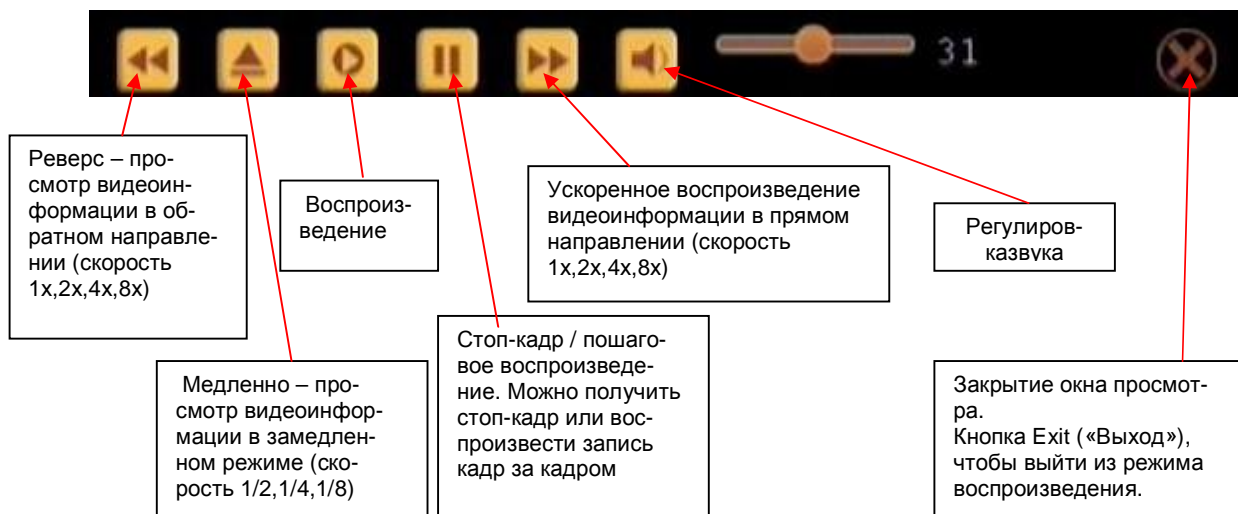 31
Реверс – про-
смотр видеоин-
формации в об-
ратном направле-
нии (скорость
1x,2x,4x,8x)
Воспроиз-
ведение
Ускоренное воспроизведение
видеоинформации в прямом
направлении (скорость
1x,2x,4x,8x)
Регулиров-
казвука
Медленно – про-
смотр видеоинфор-
мации в замедлен-
ном режиме (ско-
рость 1/2,1/4,1/8)
Стоп-кадр / пошаго-
вое воспроизведе-
ние. Можно получить
стоп-кадр или вос-
произвести запись
кадр за кадром
Закрытие окна просмот-
ра.
Кнопка Exit («Выход»),
чтобы выйти из режима
воспроизведения.